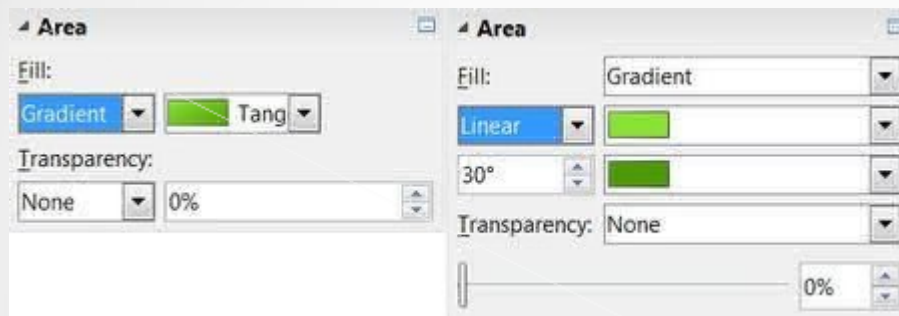 Area
Fill:
Gradient
Tang
Transparency:
None
0%
Area
Fill:
Gradient
Linear
30°
Transparency:
None
0%